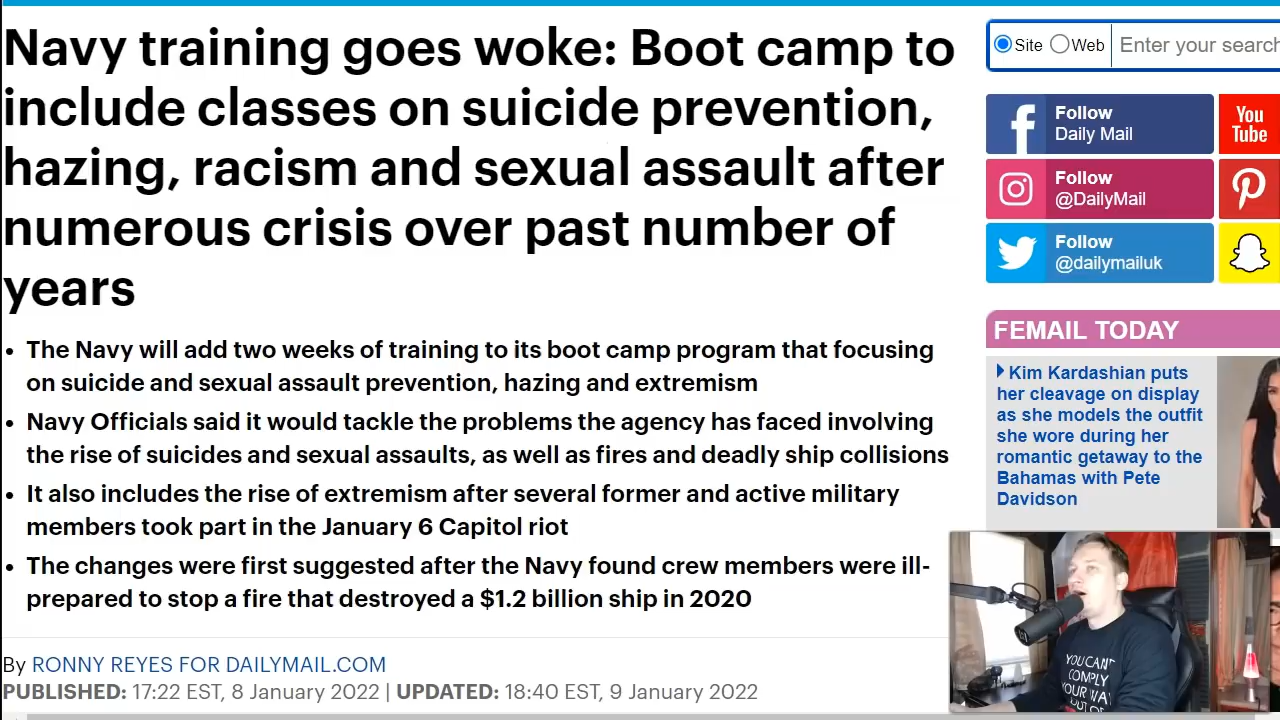 Navy training goes woke: Boot camp to
include classes on suicide prevention,
hazing, racism and sexual assault after
numerous crisis over past number of
years
• The Navy will add two weeks of training to its boot camp program that focusing
on suicide and sexual assault prevention, hazing and extremism
• Navy Officials said it would tackle the problems the agency has faced involving
the rise of suicides and sexual assaults, as well as fires and deadly ship collisions
• It also includes the rise of extremism after several former and active military
members took part in the January 6 Capitol riot
• The changes were first suggested after the Navy found crew members were ill-
prepared to stop a fire that destroyed a $1.2 billion ship in 2020
By RONNY REYES FOR DAILYMAIL.COM
PUBLISHED: 17:22 EST, 8 January 2022 | UPDATED: 18:40 EST, 9 January 2022
Site Web Enter your search
Follow
Daily Mail
You
Tube
Follow
@DailyMail
Follow
@dailymailuk
FEMAIL TODAY
Kim Kardashian puts
her cleavage on display
as she models the outfit
she wore during her
romantic getaway to the
Bahamas with Pete
Davidson
YOU CAN'T
COMPLY
YOUR WAY
OUT OF